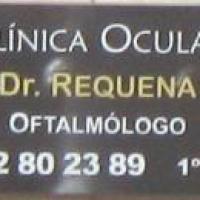 LÍNICA OCULA
Dr. REQUENA
OFTALMÓLOGO
2 80 23 89 1º